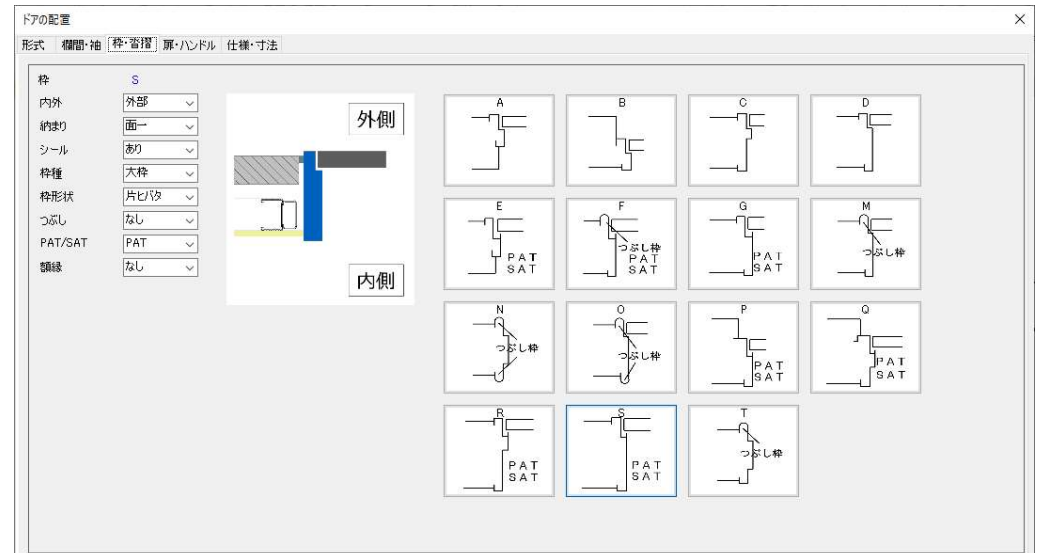 ドアの配置
形式 欄間・袖 枠・沓摺 扉・ハンドル 仕様・寸法
枠 S
内外 外部
納まり 面一
シール あり
枠種 大枠
枠形状 片ヒバタ
つぶし なし
PAT/SAT PAT
額縁 なし
外側
内側
A B C D
E F G M
PAT
SAT
つぶし枠
PAT
SAT
PAT
SAT
つぶし枠
N O P Q
つぶし枠
つぶし枠
PAT
SAT
PAT
SAT
R S T
PAT
SAT
PAT
SAT
つぶし枠